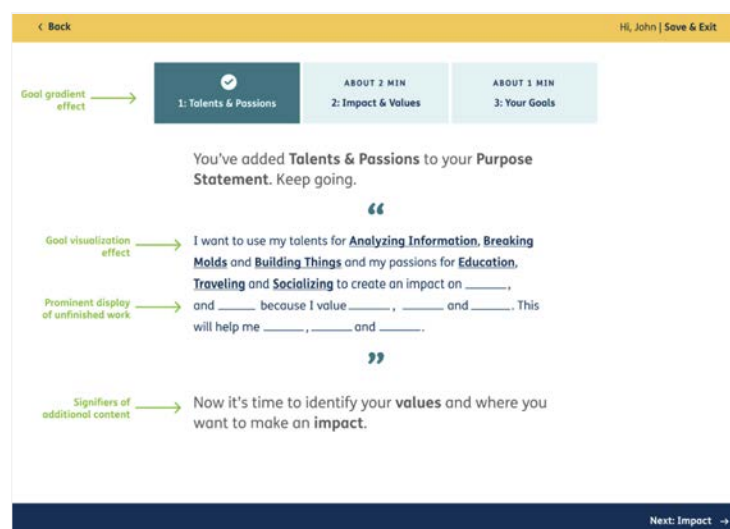 < Back
Hi, John | Save & Exit
Goal gradient
effect
1: Talents & Passions
ABOUT 2 MIN
2: Impact & Values
ABOUT 1 MIN
3: Your Goals
You've added Talents & Passions to your Purpose
Statement. Keep going.
“
Goal visualization
effect
I want to use my talents for Analyzing Information, Breaking
Molds and Building Things and my passions for Education,
Traveling and Socializing to create an impact on ______,
Prominent display
of unfinished work
and ______ because I value ______, ______ and ______. This
will help me ______, ______ and ______.
”
Signifiers of
additional content
Now it's time to identify your values and where you
want to make an impact.
Next: Impact →